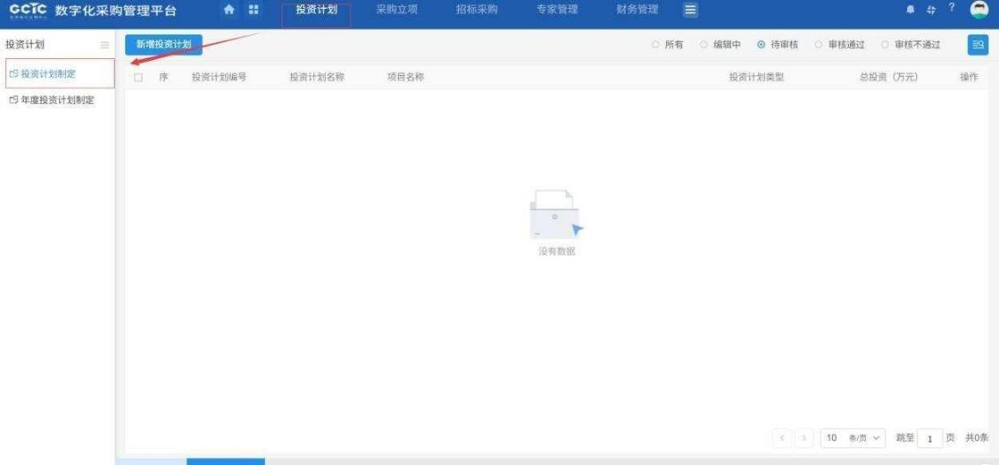 GCTC 数字化采购管理平台 投资计划 采购立项 招标采购 专家管理 财务管理 ?
投资计划
新增投资计划 所有 编辑中 待审核 审核通过 审核不通过
投资计划制定
年度投资计划制定
序 投资计划编号 投资计划名称 项目名称 投资计划类型 总投资（万元） 操作
没有数据
10 条/页 跳至 1 页 共0条